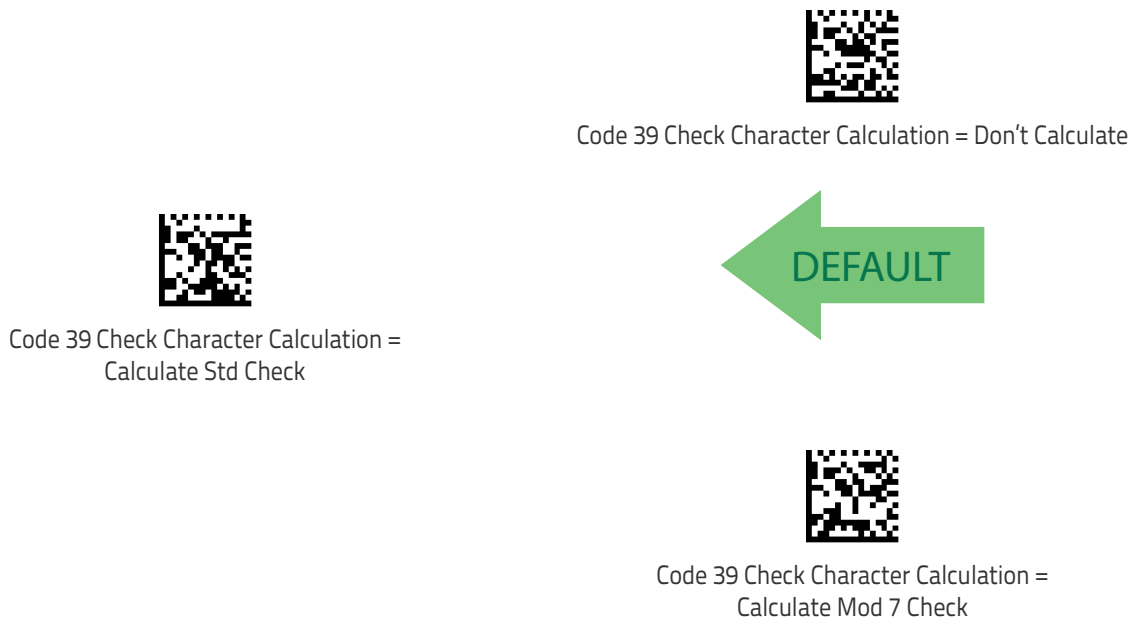 Code 39 Check Character Calculation = Don't Calculate
DEFAULT
Code 39 Check Character Calculation =
Calculate Std Check
Code 39 Check Character Calculation =
Calculate Mod 7 Check